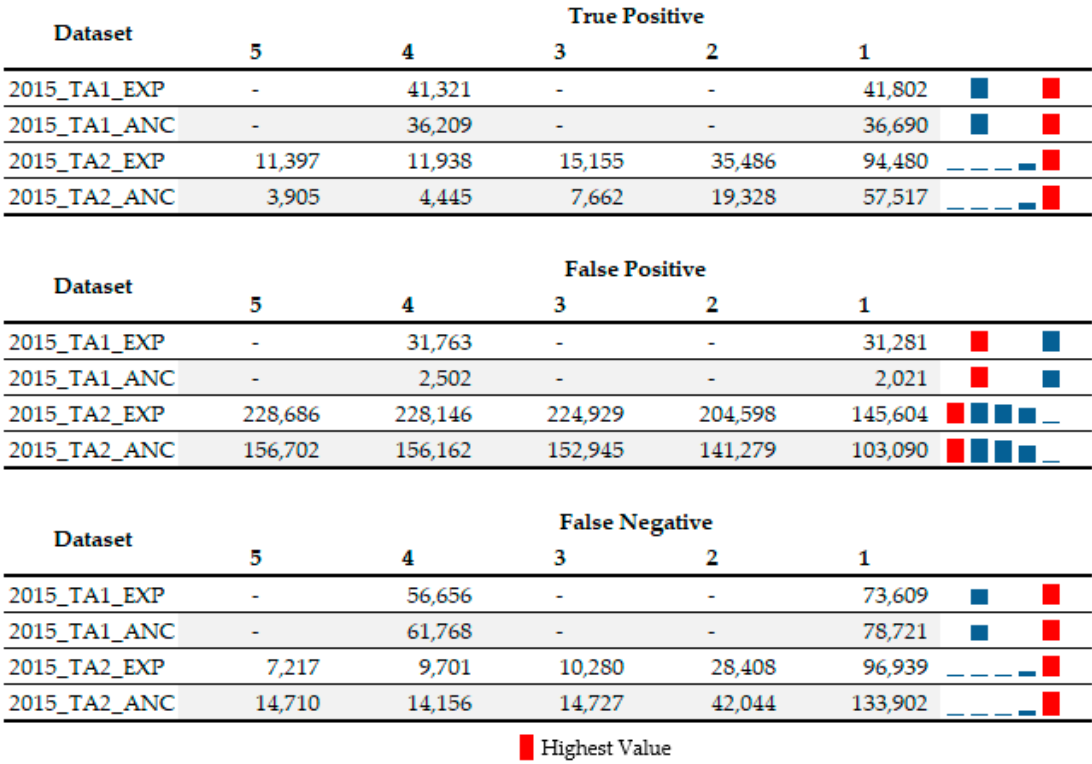 Dataset True Positive
5 4 3 2 1
2015_TA1_EXP - 41,321 - - 41,802
2015_TA1_ANC - 36,209 - - 36,690
2015_TA2_EXP 11,397 11,938 15,155 35,486 94,480
2015_TA2_ANC 3,905 4,445 7,662 19,328 57,517
Dataset False Positive
5 4 3 2 1
2015_TA1_EXP - 31,763 - - 31,281
2015_TA1_ANC - 2,502 - - 2,021
2015_TA2_EXP 228,686 228,146 224,929 204,598 145,604
2015_TA2_ANC 156,702 156,162 152,945 141,279 103,090
Dataset False Negative
5 4 3 2 1
2015_TA1_EXP - 56,656 - - 73,609
2015_TA1_ANC - 61,768 - - 78,721
2015_TA2_EXP 7,217 9,701 10,280 28,408 96,939
2015_TA2_ANC 14,710 14,156 14,727 42,044 133,902
Highest Value